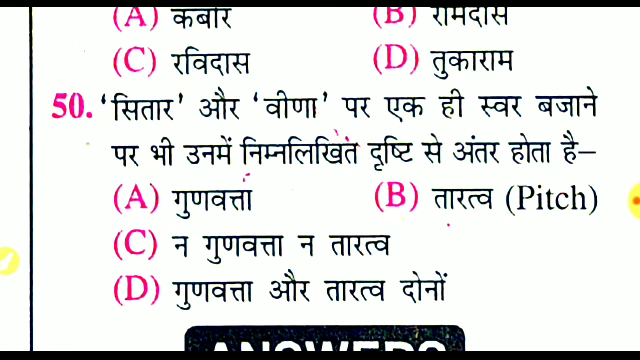 (A) कबीर (B) रामदास
(C) रविदास (D) तुकाराम
50. ‘सितार’ और ‘वीणा’ पर एक ही स्वर बजाने
पर भी उनमें निम्नलिखित दृष्टि से अंतर होता है–
(A) गुणवत्ता (B) तारत्व (Pitch)
(C) न गुणवत्ता न तारत्व
(D) गुणवत्ता और तारत्व दोनों
ANSWERS